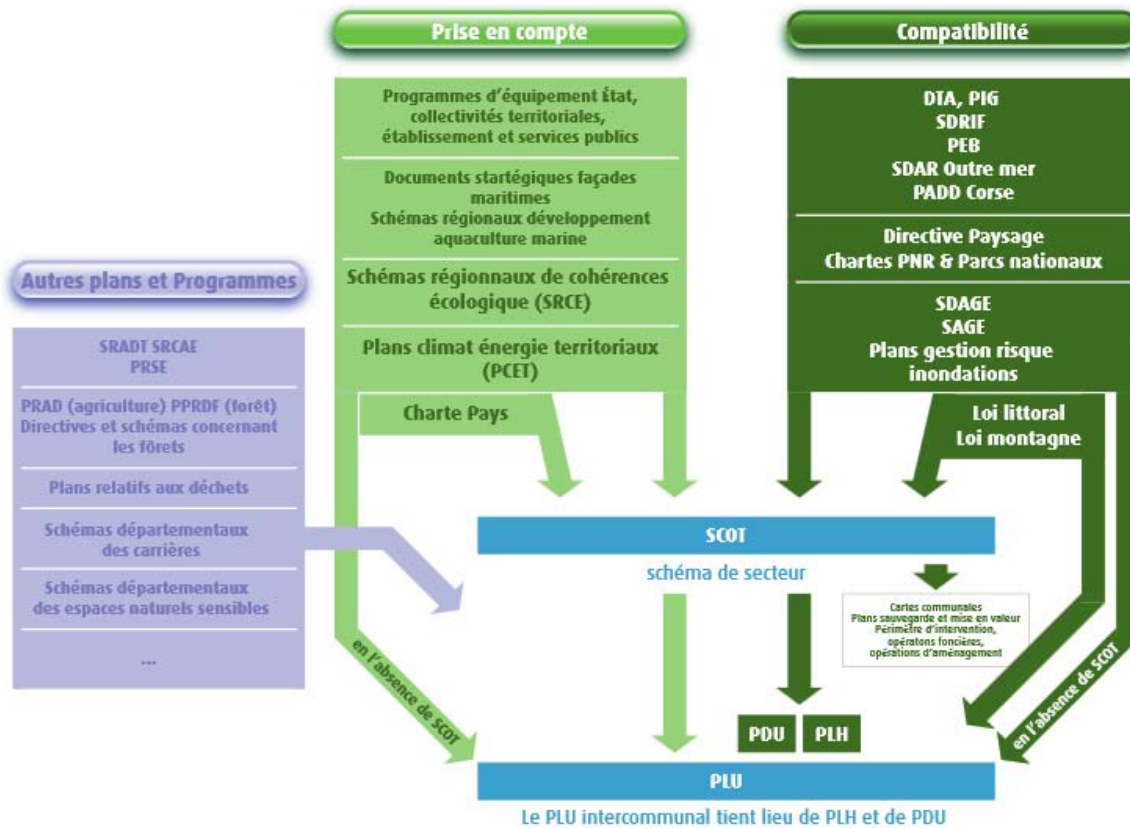 Prise en compte
Programmes d'équipement État,
collectivités territoriales,
établissement et services publics
Documents startégiques façades
maritimes
Schémas régionaux développement
aquaculture marine
Schémas régionnaux de cohérences
écologique (SRCE)
Plans climat énergie territoriaux
(PCET)
Charte Pays
Compatibilité
DTA, PIG
SDRIF
PEB
SDAR Outre mer
PADD Corse
Directive Paysage
Chartes PNR & Parcs nationaux
SDAGE
SAGE
Plans gestion risque
inondations
Loi littoral
Loi montagne
Autres plans et Programmes
SRADT SRCAE
PRSE
PRAD (agriculture) PPRDF (forêt)
Directives et schémas concernant
les fôrets
Plans relatifs aux déchets
Schémas départementaux
des carrières
Schémas départementaux
des espaces naturels sensibles
...
SCOT
schéma de secteur
Cartes communales
Plans sauvegarde et mise en valeur
Périmètre d'intervention,
opératons foncières,
opérations d'aménagement
en l'absence de SCOT
en l'absence de SCOT
PDU
PLH
PLU
Le PLU intercommunal tient lieu de PLH et de PDU